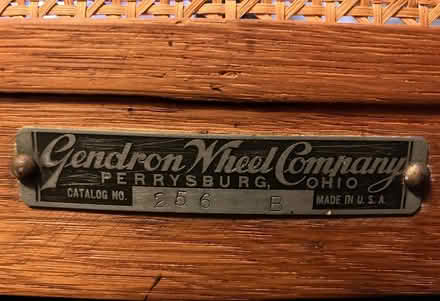 Gendron Wheel Company
PERRYSBURG, OHIO
CATALOG NO. 256 B MADE IN U.S.A.